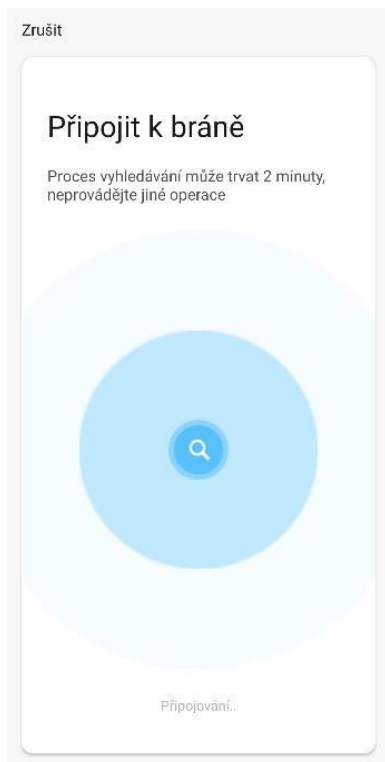 Zrušit
Připojit k bráně
Proces vyhledávání může trvat 2 minuty,
neprovádějte jiné operace
Připojování..